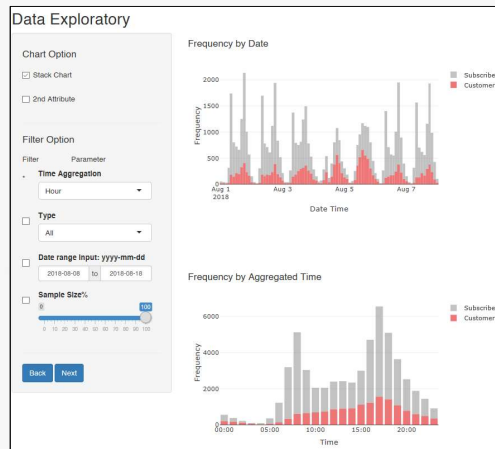 Data Exploratory
Chart Option
Stack Chart
2nd Attribute
Filter Option
Filter Parameter
Time Aggregation
Hour
Type
All
Date range input: yyyy-mm-dd
2018-08-08 to 2018-08-18
Sample Size%
0 100
0 10 20 30 40 50 60 70 80 90 100
Back Next
Frequency by Date
Frequency
2000
1500
1000
500
0
Aug 1 Aug 3 Aug 5 Aug 7
2018
Date Time
Subscribe
Customer
Frequency by Aggregated Time
Frequency
6000
4000
2000
0
00:00 05:00 10:00 15:00 20:00
Time
Subscribe
Customer